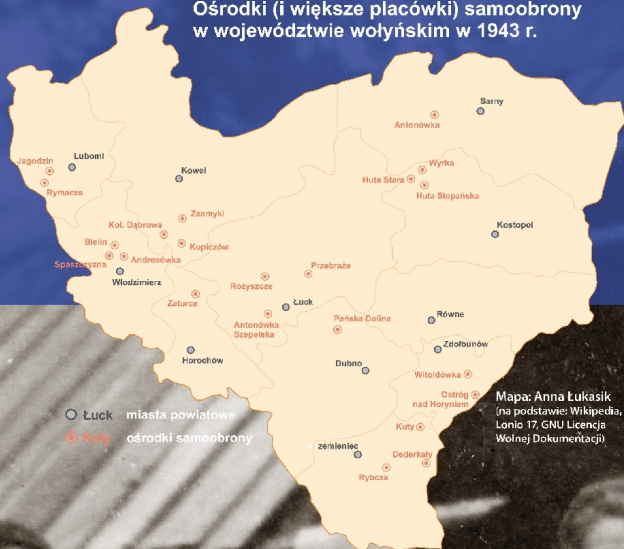 Ośrodki (i większe placówki) samoobrony
w województwie wołyńskim w 1943 r.
Sarny
Antonówka
Jagodzin
Luboml
Rymacze
Kowel
Wyrka
Huta Stara
Huta Stepańska
Zasmyki
Kol. Dąbrowa
Kupiczów
Bielin
Andresówka
Spaszczyzna
Włodzimierz
Kostopol
Przebraże
Rożyszcze
Zaturce
Łuck
Antonówka
Szepelska
Pańska Dolina
Równe
Zdołbunów
Horochów
Dubno
Witoldówka
Ostróg
nad Horyniem
Mapa: Anna Łukasik
(na podstawie: Wikipedia,
Lonio 17, GNU Licencja
Wolnej Dokumentacji)
Łuck miasta powiatowe
Kuty ośrodki samoobrony
Kuty
zemieniec
Dederkały
Rybcza